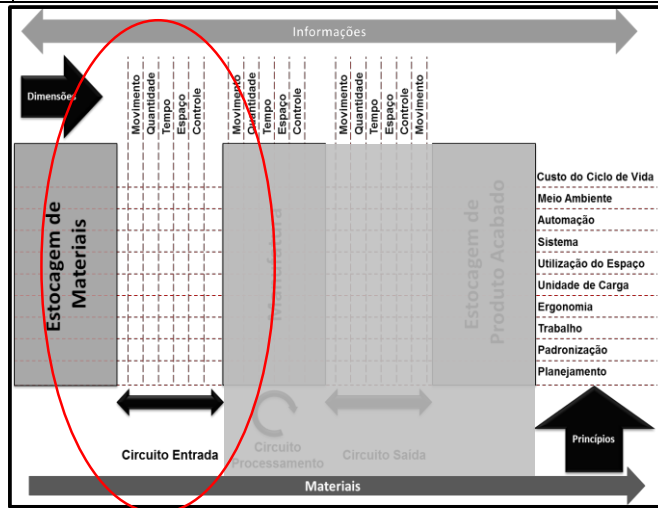 Informações
Dimensões
Movimento
Quantidade
Tempo
Espaço
Controle
Movimento
Quantidade
Tempo
Espaço
Controle
Movimento
Quantidade
Tempo
Espaço
Controle
Movimento
Estocagem de
Materiais
Manufatura
Estocagem de
Produto Acabado
Custo do Ciclo de Vida
Meio Ambiente
Automação
Sistema
Utilização do Espaço
Unidade de Carga
Ergonomia
Trabalho
Padronização
Planejamento
Circuito Entrada
Circuito
Processamento
Circuito Saída
Princípios
Materiais